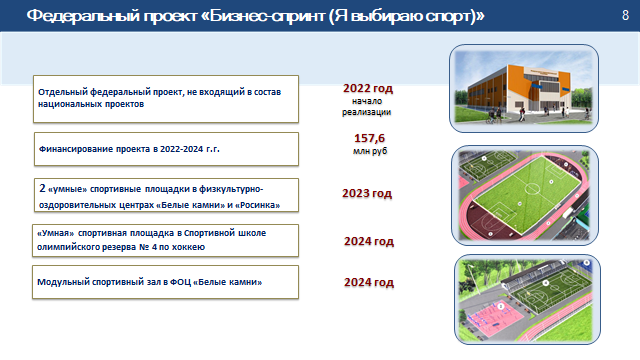 Федеральный проект «Бизнес-спринт (Я выбираю спорт)»
8
Отдельный федеральный проект, не входящий в состав
национальных проектов
2022 год
начало
реализации
Финансирование проекта в 2022-2024 г.г.
157,6
млн руб
2 «умные» спортивные площадки в физкультурно-
оздоровительных центрах «Белые камни» и «Росинка»
2023 год
«Умная» спортивная площадка в Спортивной школе
олимпийского резерва № 4 по хоккею
2024 год
Модульный спортивный зал в ФОЦ «Белые камни»
2024 год